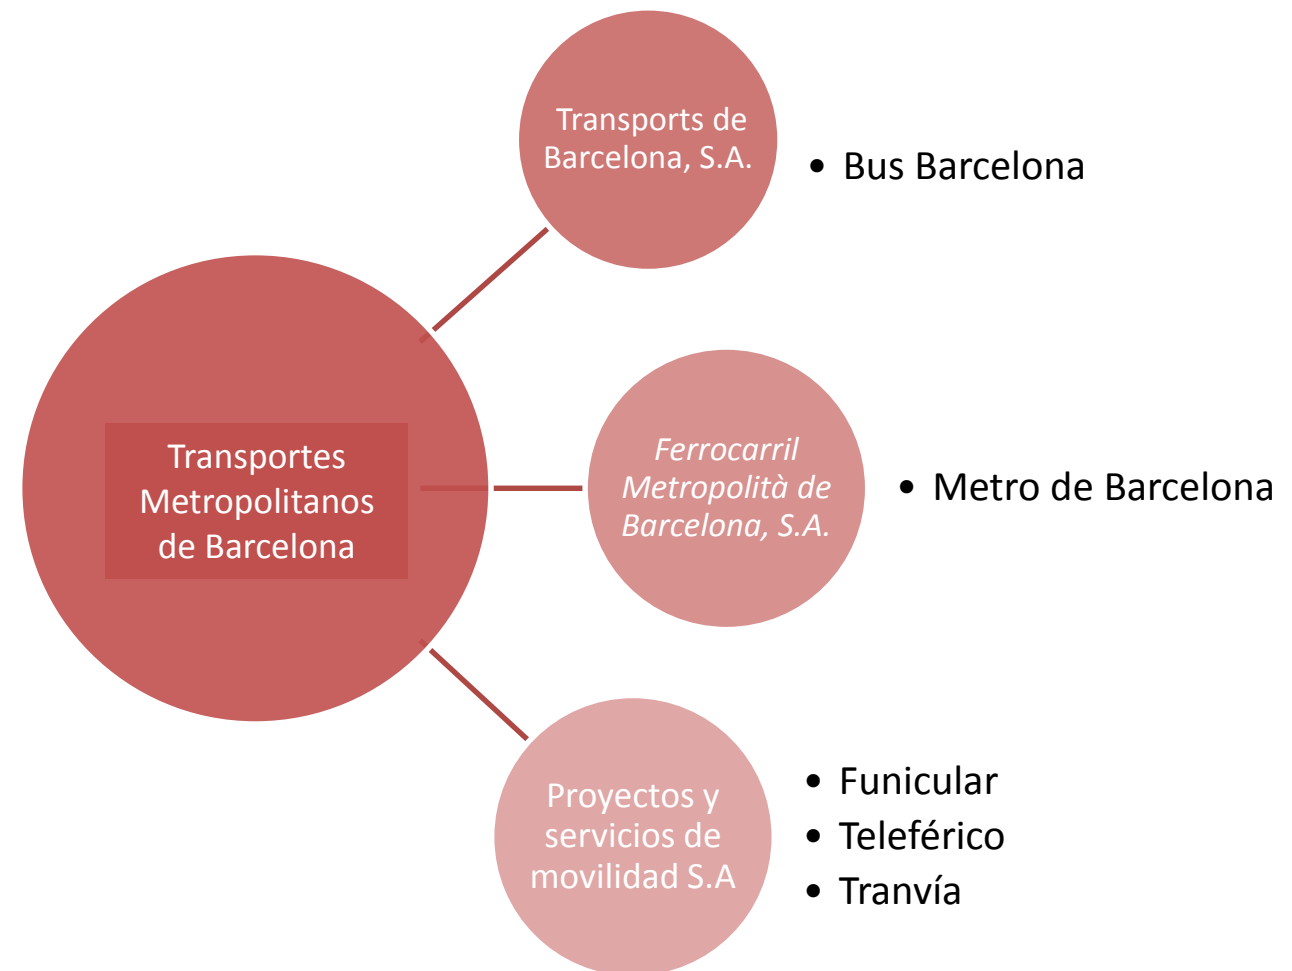 Transports de
Barcelona, S.A.
• Bus Barcelona
Transportes
Metropolitanos
de Barcelona
Ferrocarril
Metropolità de
Barcelona, S.A.
• Metro de Barcelona
Proyectos y
servicios de
movilidad S.A
• Funicular
• Teleférico
• Tranvía